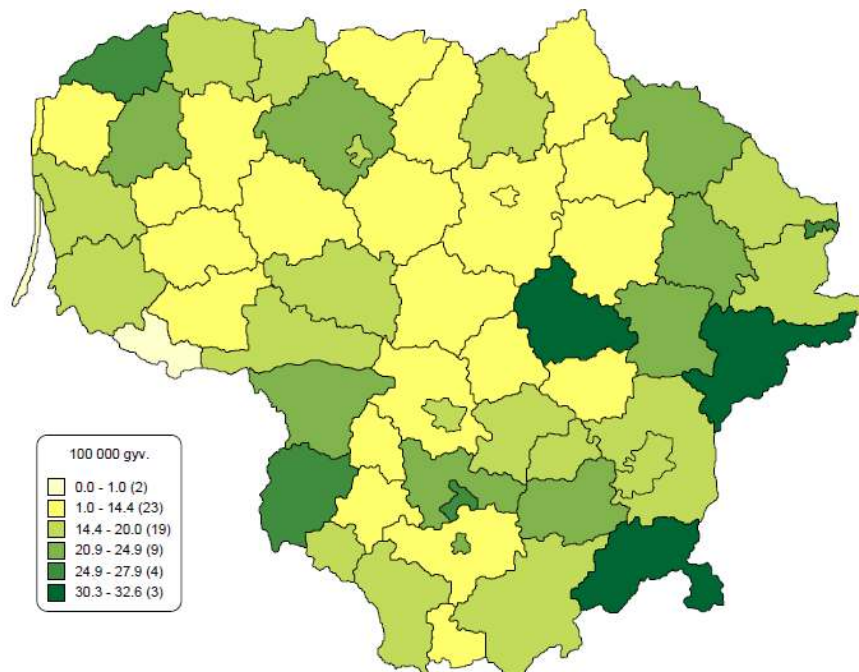 100 000 gyv.
0.0 - 1.0 (2)
1.0 - 14.4 (23)
14.4 - 20.0 (19)
20.9 - 24.9 (9)
24.9 - 27.9 (4)
30.3 - 32.6 (3)